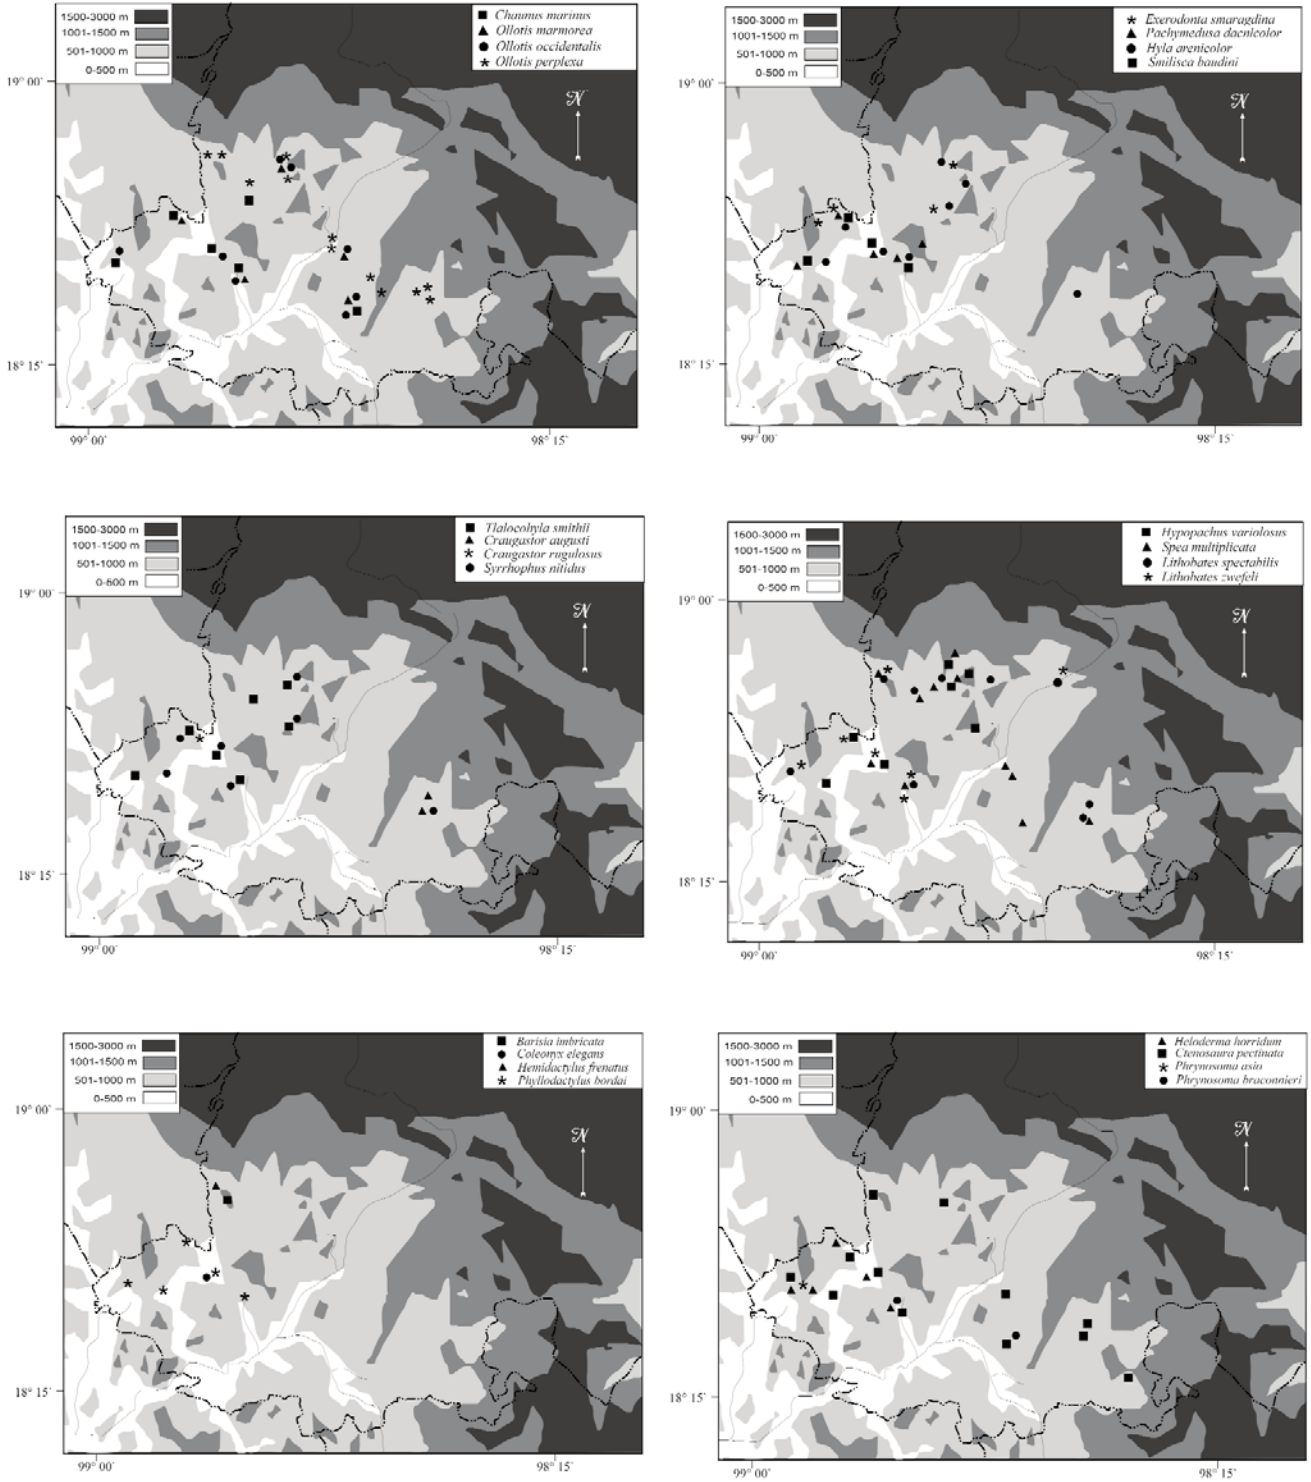 1500-3000 m
1001-1500 m
501-1000 m
0-500 m
Chaunus marinus
Ollotis marmorea
Ollotis occidentalis
Ollotis perplexa
N
19° 00`
18° 15`
99° 00`
98° 15`
1500-3000 m
1001-1500 m
501-1000 m
0-500 m
Exerodonta smaragdina
Pachymedusa dacnicolor
Hyla arenicolor
Smilisca baudini
N
19° 00`
18° 15`
99° 00`
98° 15`
1500-3000 m
1001-1500 m
501-1000 m
0-500 m
Tlalocohyla smithii
Craugastor augusti
Craugastor rugulosus
Syrrhophus nitidus
N
19° 00`
18° 15`
99° 00`
98° 15`
1500-3000 m
1001-1500 m
501-1000 m
0-500 m
Hypopachus variolosus
Spea multiplicata
Lithobates spectabilis
Lithobates zwefeli
N
19° 00`
18° 15`
99° 00`
98° 15`
1500-3000 m
1001-1500 m
501-1000 m
0-500 m
Barisia imbricata
Coleonyx elegans
Hemidactylus frenatus
Phyllodactylus bordai
N
19° 00`
18° 15`
99° 00`
98° 15`
1500-3000 m
1001-1500 m
501-1000 m
0-500 m
Heloderma horridum
Ctenosaura pectinata
Phrynosoma asio
Phrynosoma braconnieri
N
19° 00`
18° 15`
99° 00`
98° 15`